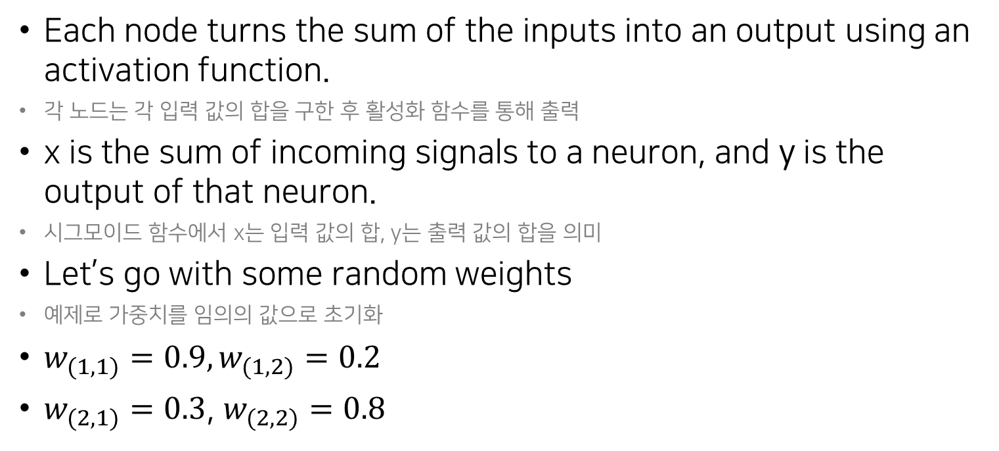 • Each node turns the sum of the inputs into an output using an
activation function.
• 각 노드는 각 입력 값의 합을 구한 후 활성화 함수를 통해 출력
• x is the sum of incoming signals to a neuron, and y is the
output of that neuron.
• 시그모이드 함수에서 x는 입력 값의 합, y는 출력 값의 합을 의미
• Let’s go with some random weights
• 예제로 가중치를 임의의 값으로 초기화
• w(1,1) = 0.9, w(1,2) = 0.2
• w(2,1) = 0.3, w(2,2) = 0.8